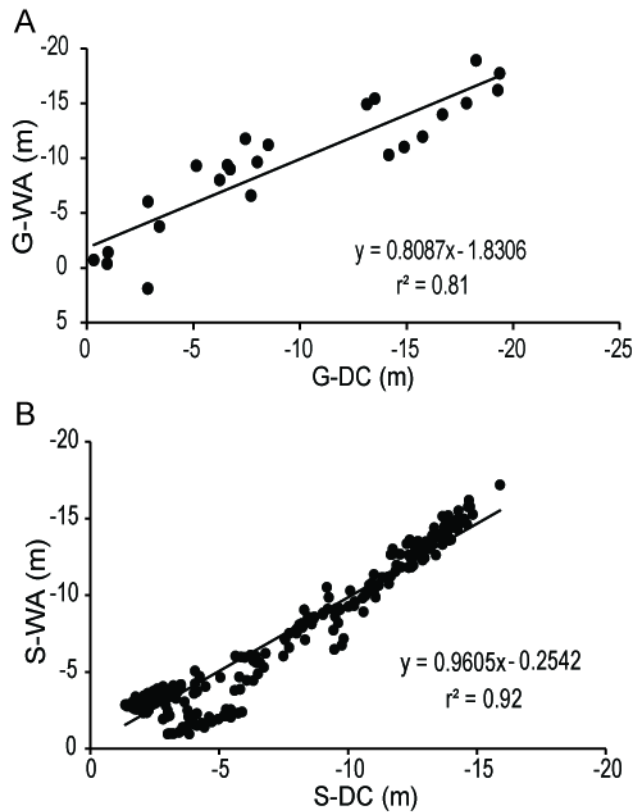 A
-20
-15
-10
-5
0
5
G-WA (m)
y = 0.8087x - 1.8306
r² = 0.81
0 -5 -10 -15 -20 -25
G-DC (m)
B
-20
-15
-10
-5
0
S-WA (m)
y = 0.9605x - 0.2542
r² = 0.92
0 -5 -10 -15 -20
S-DC (m)